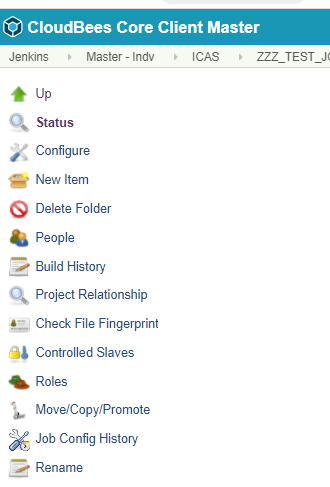 CloudBees Core Client Master
Jenkins Master - Indv ICAS ZZZ_TEST_JO
Up
Status
Configure
New Item
Delete Folder
People
Build History
Project Relationship
Check File Fingerprint
Controlled Slaves
Roles
Move/Copy/Promote
Job Config History
Rename